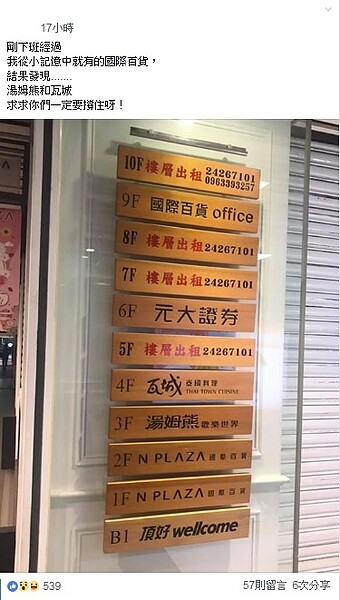 17小時
剛下班經過
我從小記憶中就有的國際百貨，
結果發現.......
湯姆熊和瓦城
求求你們一定要撐住呀！
10F 樓層出租 24267101
0963393257
9F 國際百貨 office
8F 樓層出租 24267101
7F 樓層出租 24267101
6F 元大證券
5F 樓層出租 24267101
4F 瓦城 泰國料理
THAI TOWN CUISINE
3F 湯姆熊 歡樂世界
2F N PLAZA 國際百貨
1F N PLAZA 國際百貨
B1 頂好 wellcome
539 57則留言 6次分享